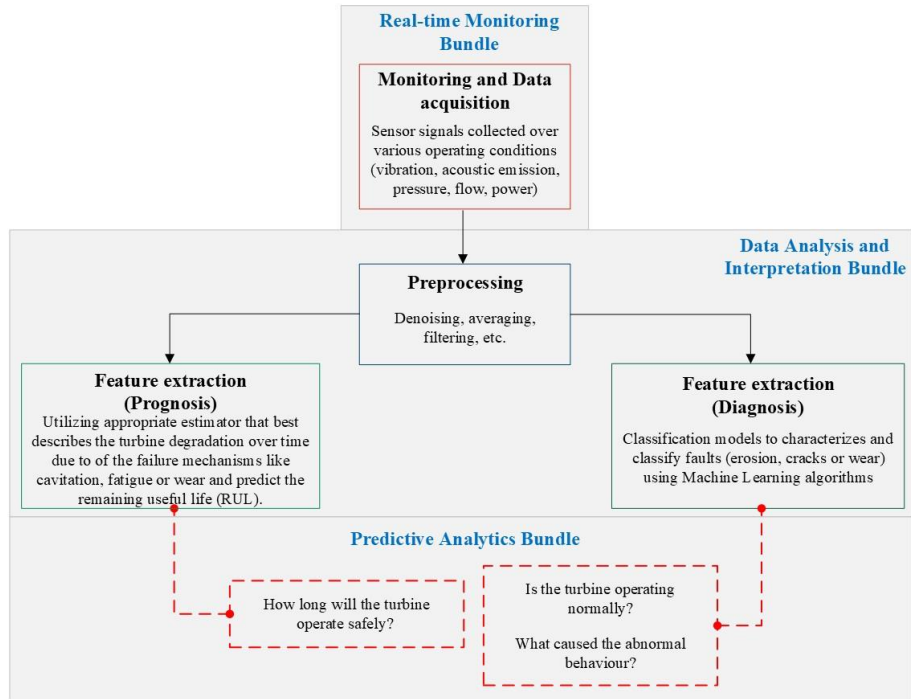 Real-time Monitoring
Bundle
Monitoring and Data
acquisition
Sensor signals collected over
various operating conditions
(vibration, acoustic emission,
pressure, flow, power)
Data Analysis and
Interpretation Bundle
Preprocessing
Denoising, averaging,
filtering, etc.
Feature extraction
(Prognosis)
Utilizing appropriate estimator that best
describes the turbine degradation over time
due to of the failure mechanisms like
cavitation, fatigue or wear and predict the
remaining useful life (RUL).
Feature extraction
(Diagnosis)
Classification models to characterizes and
classify faults (erosion, cracks or wear)
using Machine Learning algorithms
Predictive Analytics Bundle
How long will the turbine
operate safely?
Is the turbine operating
normally?
What caused the abnormal
behaviour?